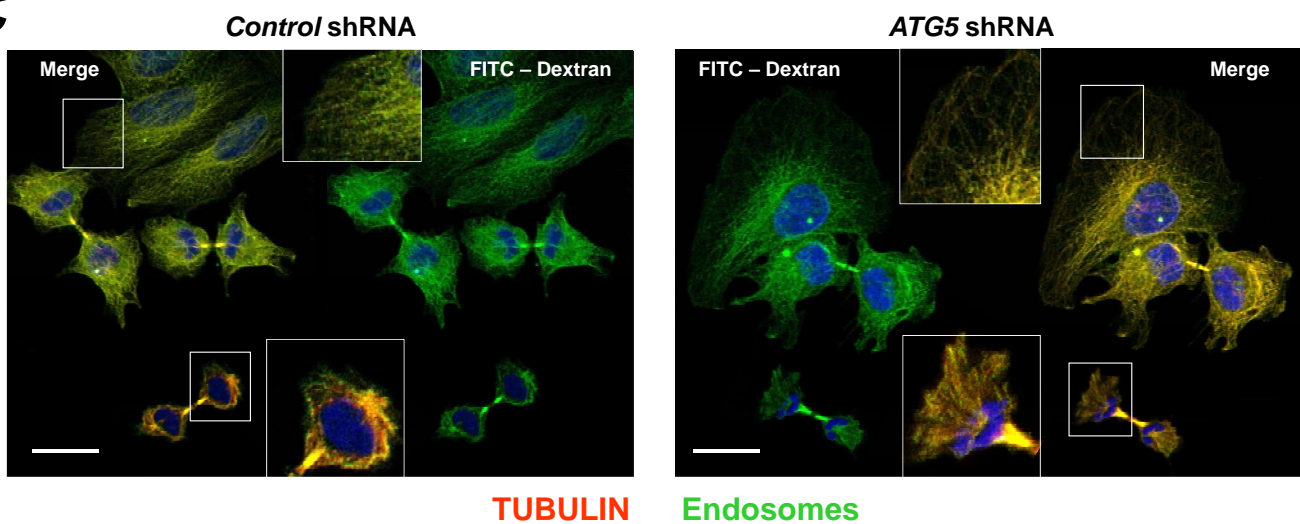 Control shRNA
ATG5 shRNA
Merge
FITC – Dextran
FITC – Dextran
Merge
TUBULIN
Endosomes